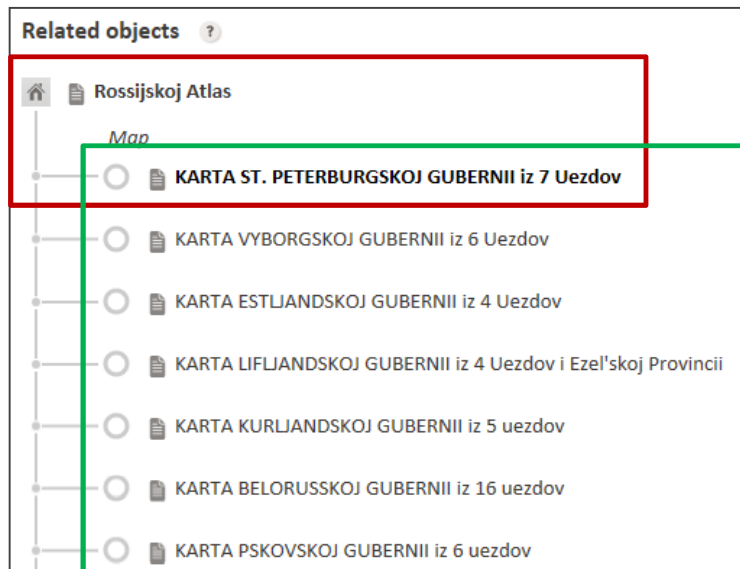 Related objects ?
Rossijskoj Atlas
Map
KARTA ST. PETERBURGSKOJ GUBERNII iz 7 Uezdov
KARTA VYBORGSKOJ GUBERNII iz 6 Uezdov
KARTA ESTLJANDSKOJ GUBERNII iz 4 Uezdov
KARTA LIFLJANDSKOJ GUBERNII iz 4 Uezdov i Ezel'skoj Provincii
KARTA KURLJANDSKOJ GUBERNII iz 5 uezdov
KARTA BELORUSSKOJ GUBERNII iz 16 uezdov
KARTA PSKOVSKOJ GUBERNII iz 6 uezdov